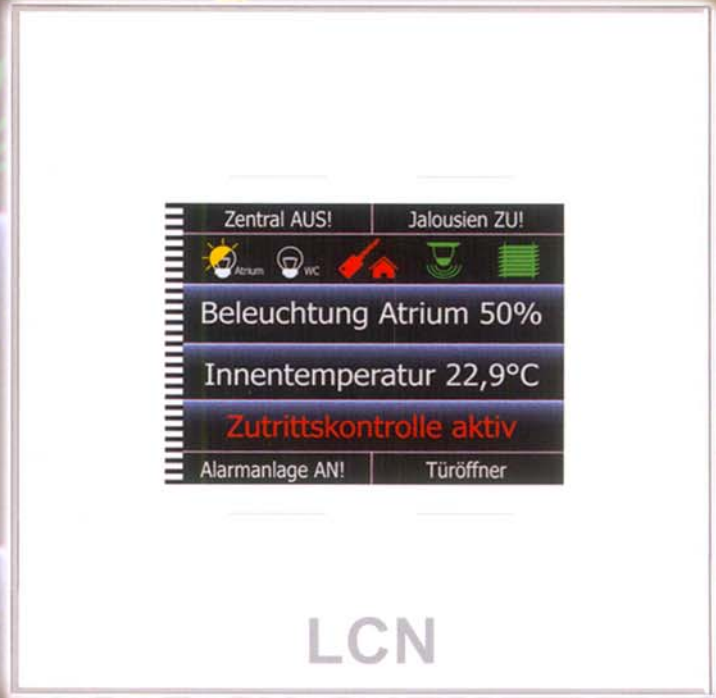 Zentral AUS! Jalousien ZU!
Atrium WC
Beleuchtung Atrium 50%
Innentemperatur 22,9°C
Zutrittskontrolle aktiv
Alarmanlage AN! Türöffner
LCN